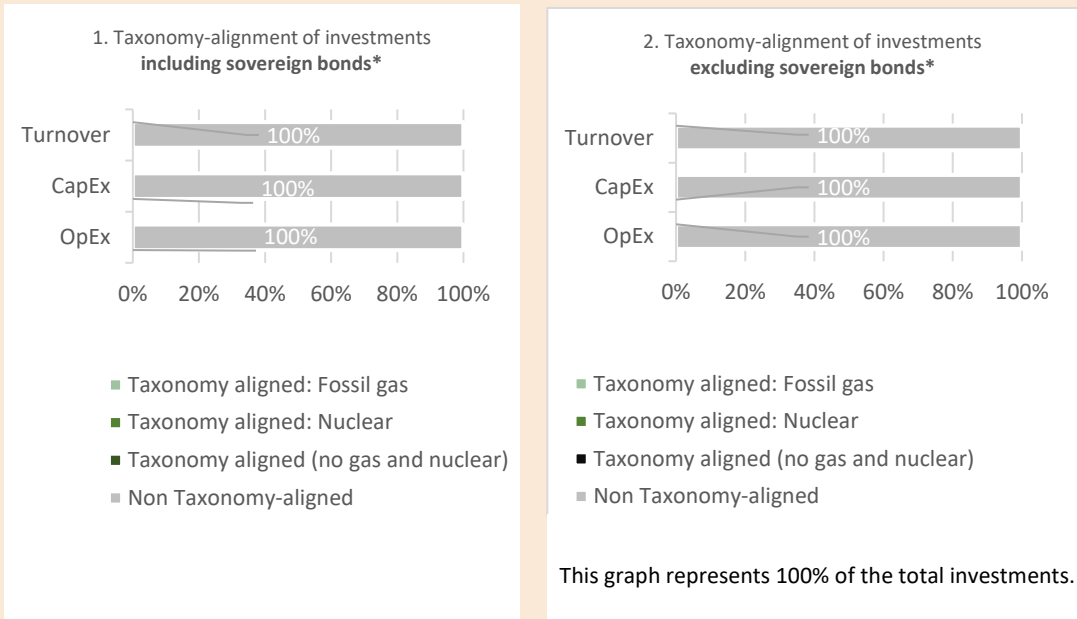 1. Taxonomy-alignment of investments
including sovereign bonds*
Turnover
100%
CapEx
100%
OpEx
100%
0% 20% 40% 60% 80% 100%
Taxonomy aligned: Fossil gas
Taxonomy aligned: Nuclear
Taxonomy aligned (no gas and nuclear)
Non Taxonomy-aligned
2. Taxonomy-alignment of investments
excluding sovereign bonds*
Turnover
100%
CapEx
100%
OpEx
100%
0% 20% 40% 60% 80% 100%
Taxonomy aligned: Fossil gas
Taxonomy aligned: Nuclear
Taxonomy aligned (no gas and nuclear)
Non Taxonomy-aligned
This graph represents 100% of the total investments.